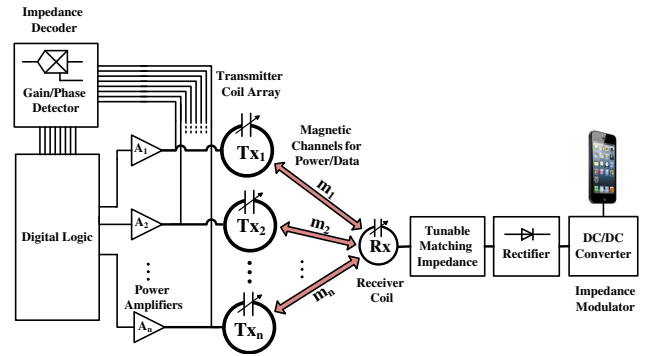 Impedance
Decoder
Gain/Phase
Detector
Digital Logic
A1
A2
An
Power
Amplifiers
Transmitter
Coil Array
Tx1
Tx2
Txn
Magnetic
Channels for
Power/Data
m1
m2
mn
Rx
Receiver
Coil
Tunable
Matching
Impedance
Rectifier
DC/DC
Converter
Impedance
Modulator